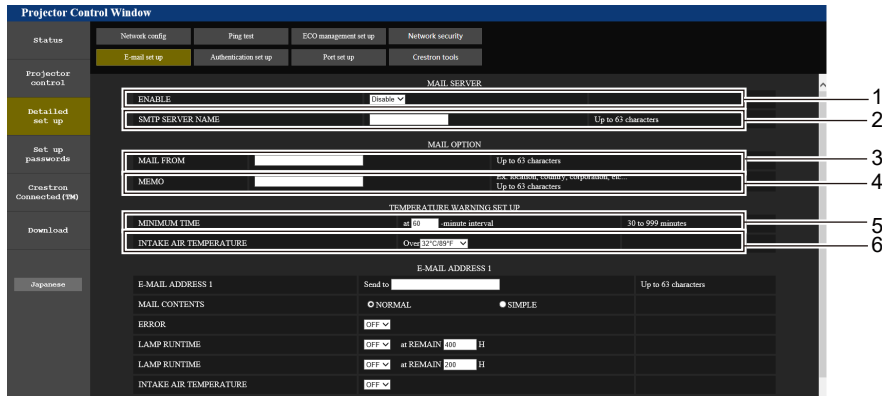 Projector Control Window
Status
Network config
Ping test
ECO management set up
Network security
E-mail set up
Authentication set up
Port set up
Crestron tools
Projector control
Detailed set up
Set up passwords
Crestron Connected(TM)
Download
Japanese
MAIL SERVER
ENABLE Disable 1
SMTP SERVER NAME Up to 63 characters 2
MAIL OPTION
MAIL FROM Up to 63 characters 3
MEMO Ex. location, country, corporation, etc... 4
Up to 63 characters
TEMPERATURE WARNING SET UP
MINIMUM TIME at 60 -minute interval 30 to 999 minutes 5
INTAKE AIR TEMPERATURE Over 32°C/89°F 6
E-MAIL ADDRESS 1
E-MAIL ADDRESS 1 Send to Up to 63 characters
MAIL CONTENTS NORMAL SIMPLE
ERROR OFF
LAMP RUNTIME OFF at REMAIN 400 H
LAMP RUNTIME OFF at REMAIN 200 H
INTAKE AIR TEMPERATURE OFF